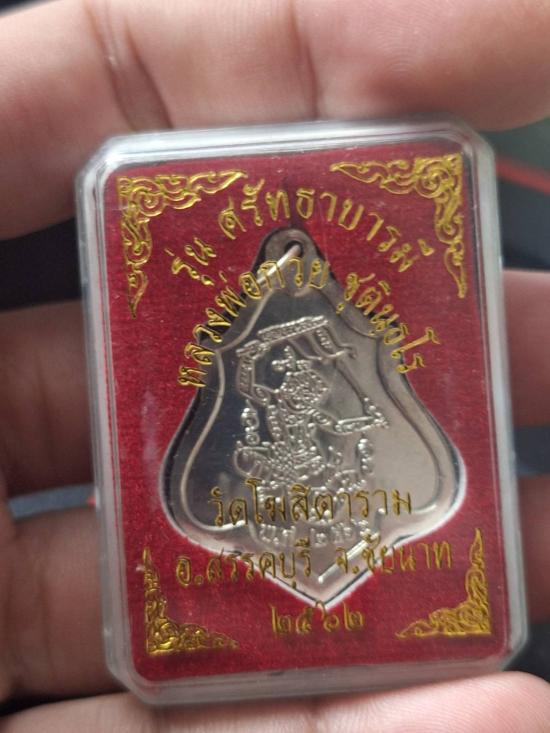 รุ่น ศรัทธาบารมี
หลวงพ่อกวย ชุตินฺธโร
วัดโฆสิตาราม
อ.สรรคบุรี จ.ชัยนาท
๒๕๖๒